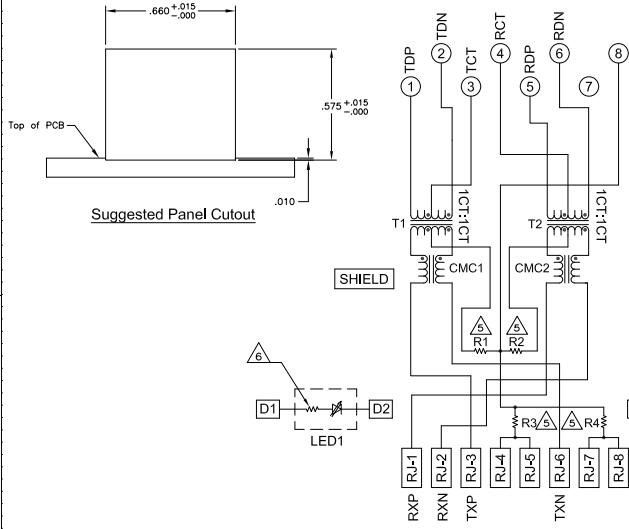 .660 +.015 -.000
.575 +.015 -.000
Top of PCB
.010
Suggested Panel Cutout
TDP
TDN
TCT
RCT
RDP
RDN
1
2
3
4
5
6
7
8
T1
1CT:1CT
T2
1CT:1CT
CMC1
CMC2
SHIELD
5
5
R1
R2
6
D1
D2
LED1
R3
5
5
R4
RJ-1
RJ-2
RJ-3
RJ-4
RJ-5
RJ-6
RJ-7
RJ-8
RXP
RXN
TXP
TXN